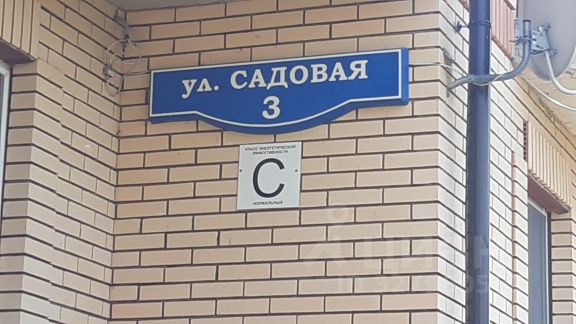 ул. САДОВАЯ
3
КЛАСС ЭНЕРГЕТИЧЕСКОЙ
ЭФФЕКТИВНОСТИ
C
НОРМАЛЬНЫЙ